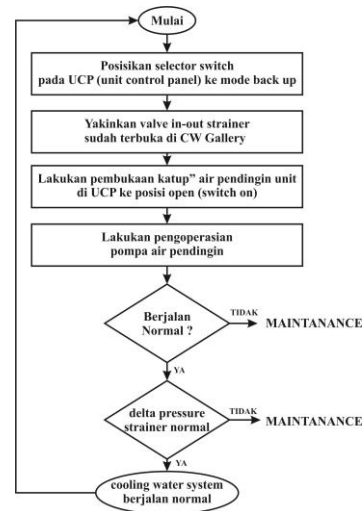 Mulai
Posisikan selector switch
pada UCP (unit control panel) ke mode back up
Yakinkan valve in-out strainer
sudah terbuka di CW Gallery
Lakukan pembukaan katup” air pendingin unit
di UCP ke posisi open (switch on)
Lakukan pengoperasian
pompa air pendingin
Berjalan
Normal ?
TIDAK
MAINTANANCE
YA
delta pressure
strainer normal
TIDAK
MAINTANANCE
YA
cooling water system
berjalan normal